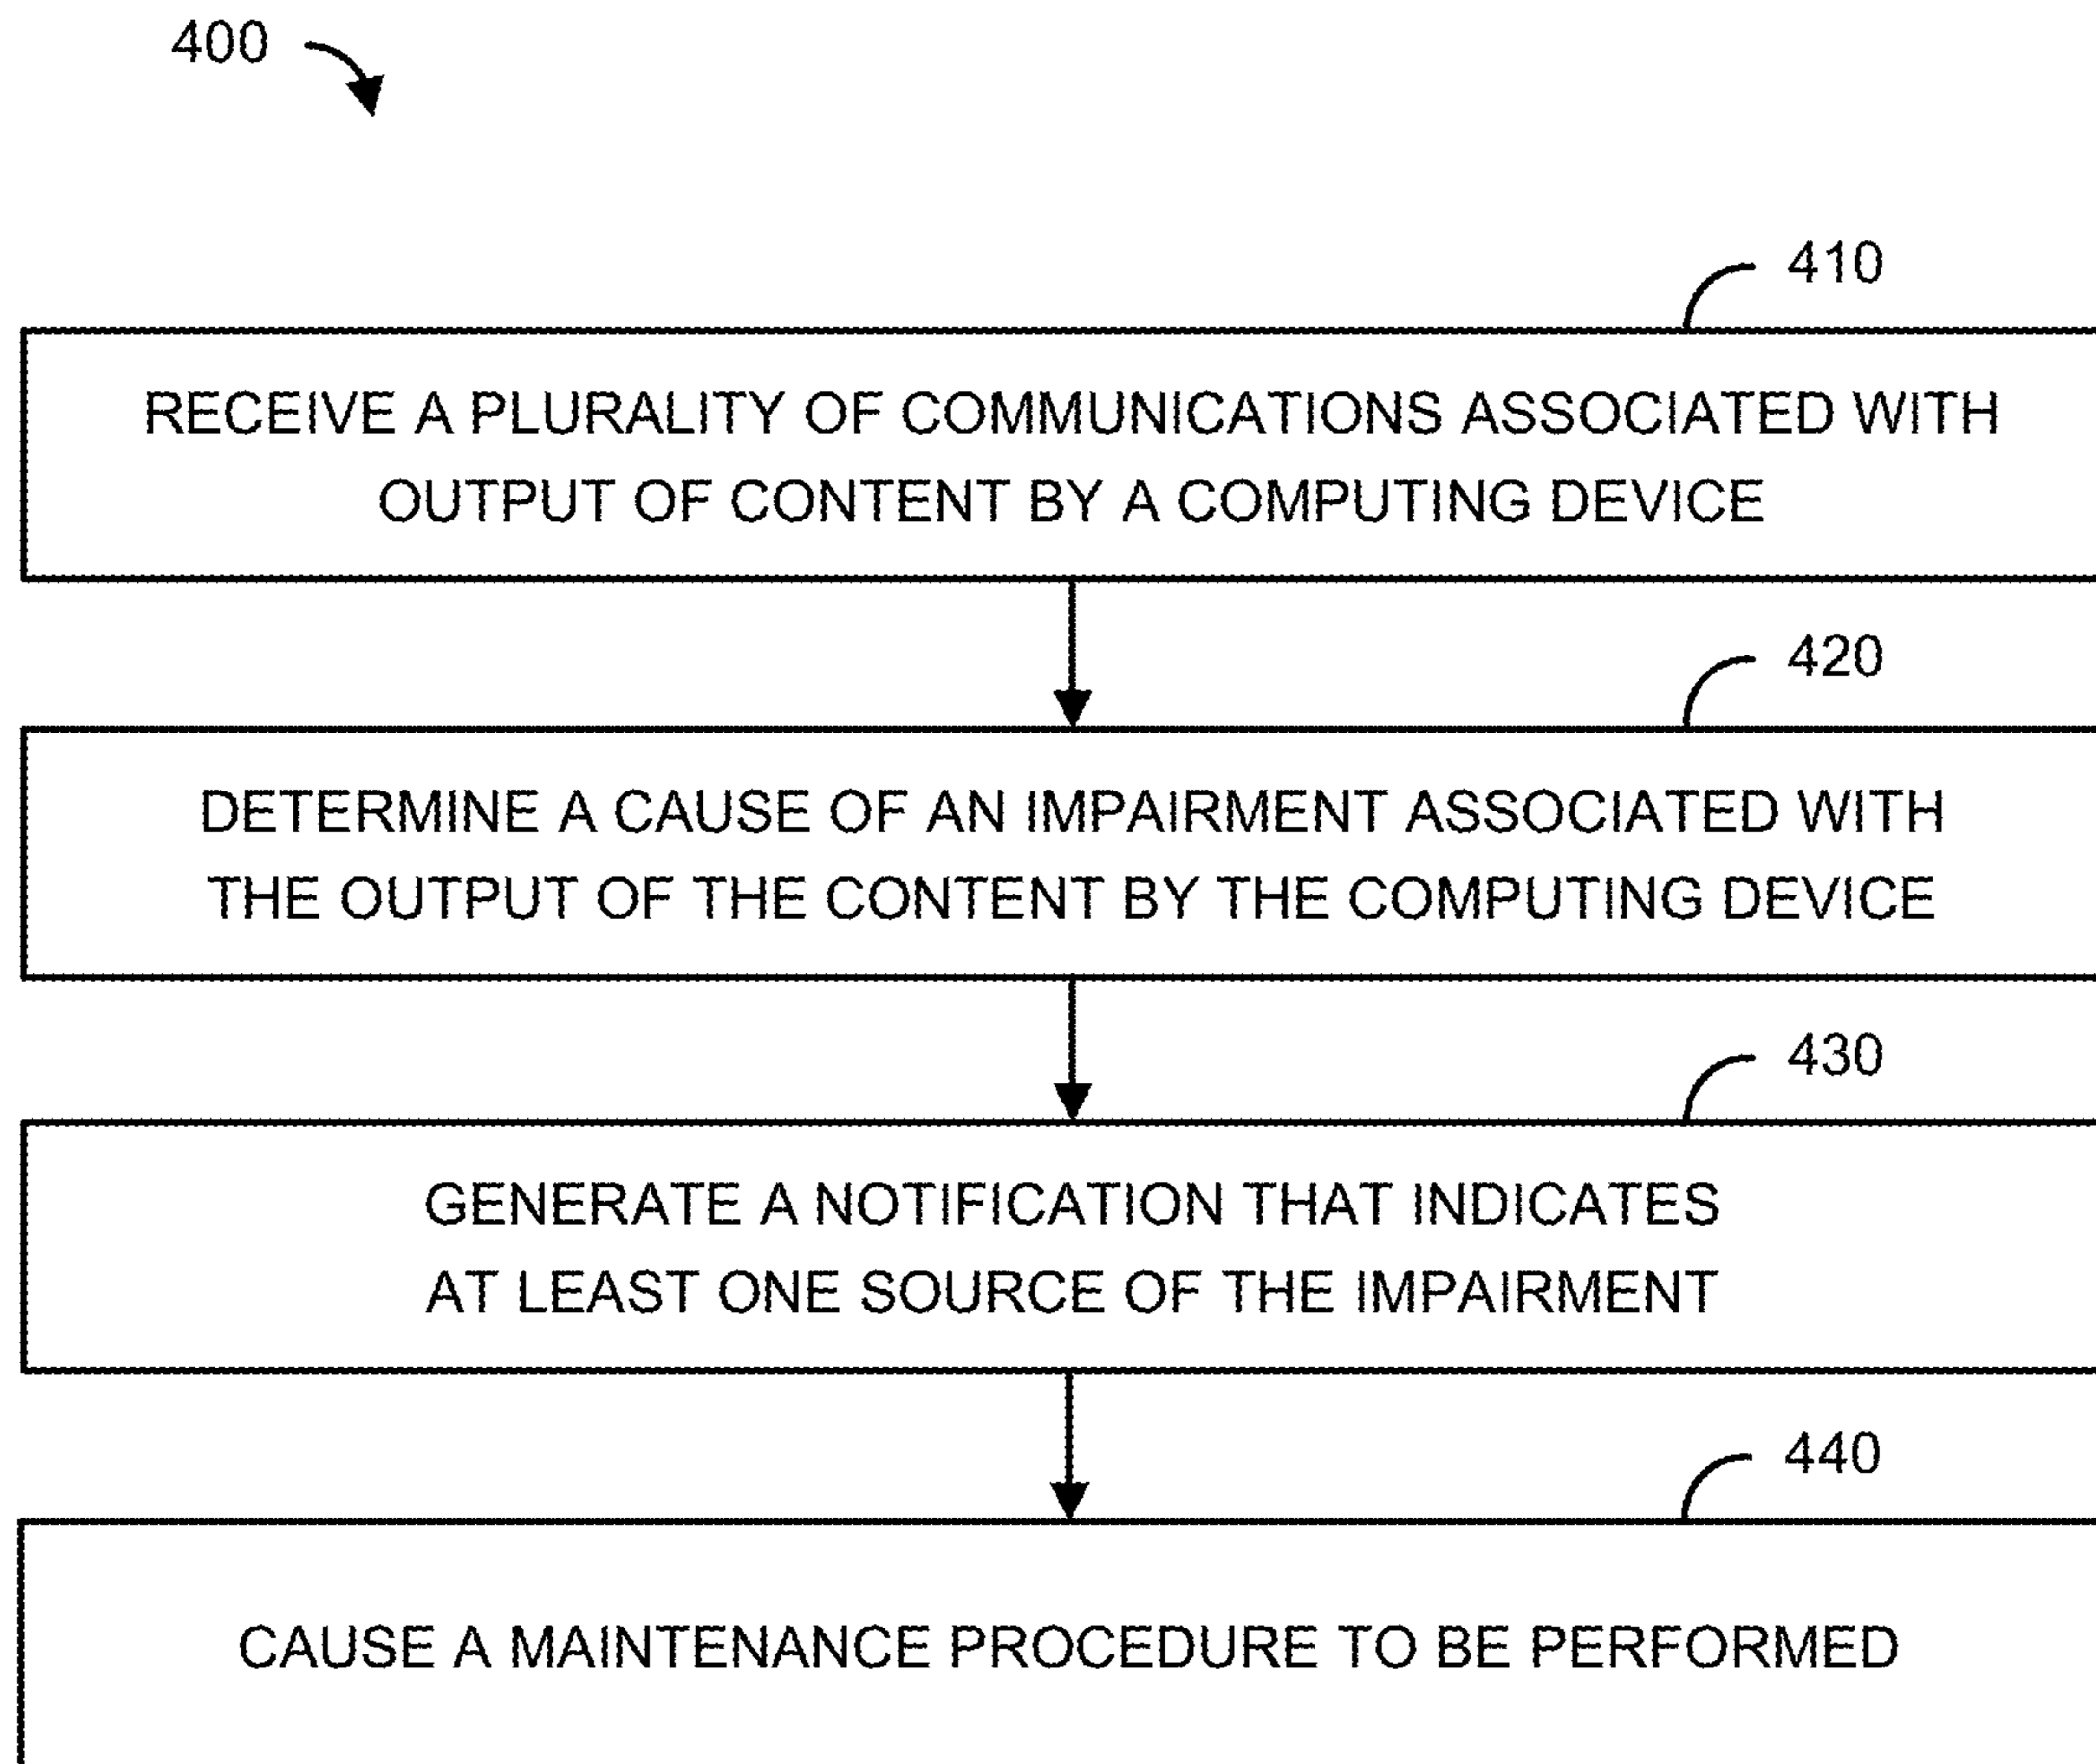 400
410
RECEIVE A PLURALITY OF COMMUNICATIONS ASSOCIATED WITH
OUTPUT OF CONTENT BY A COMPUTING DEVICE
420
DETERMINE A CAUSE OF AN IMPAIRMENT ASSOCIATED WITH
THE OUTPUT OF THE CONTENT BY THE COMPUTING DEVICE
430
GENERATE A NOTIFICATION THAT INDICATES
AT LEAST ONE SOURCE OF THE IMPAIRMENT
440
CAUSE A MAINTENANCE PROCEDURE TO BE PERFORMED